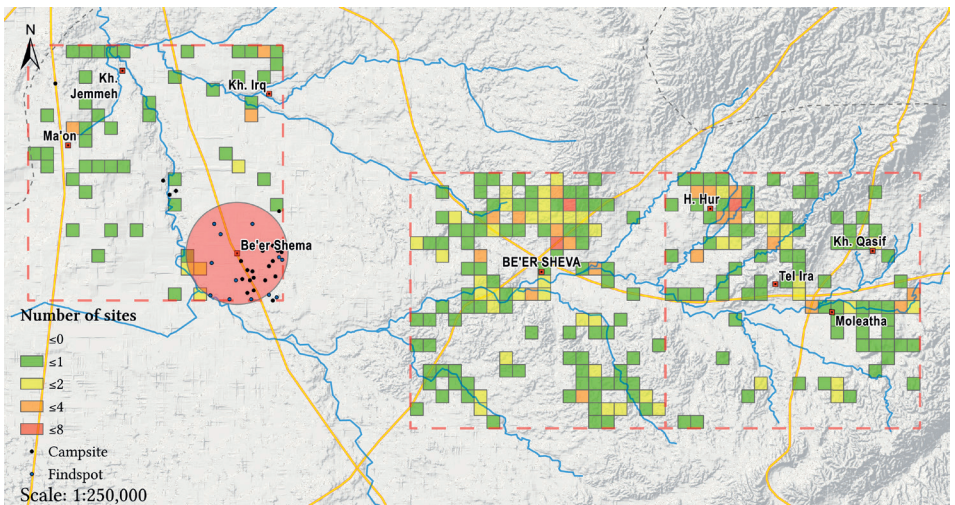 N
Kh.
Jemmeh
Kh. Irq
Ma'on
Be'er Shema
H. Hur
Kh. Qasif
BE'ER SHEVA
Tel Ira
Moleatha
Number of sites
≤0
≤1
≤2
≤4
≤8
Campsite
Findspot
Scale: 1:250,000